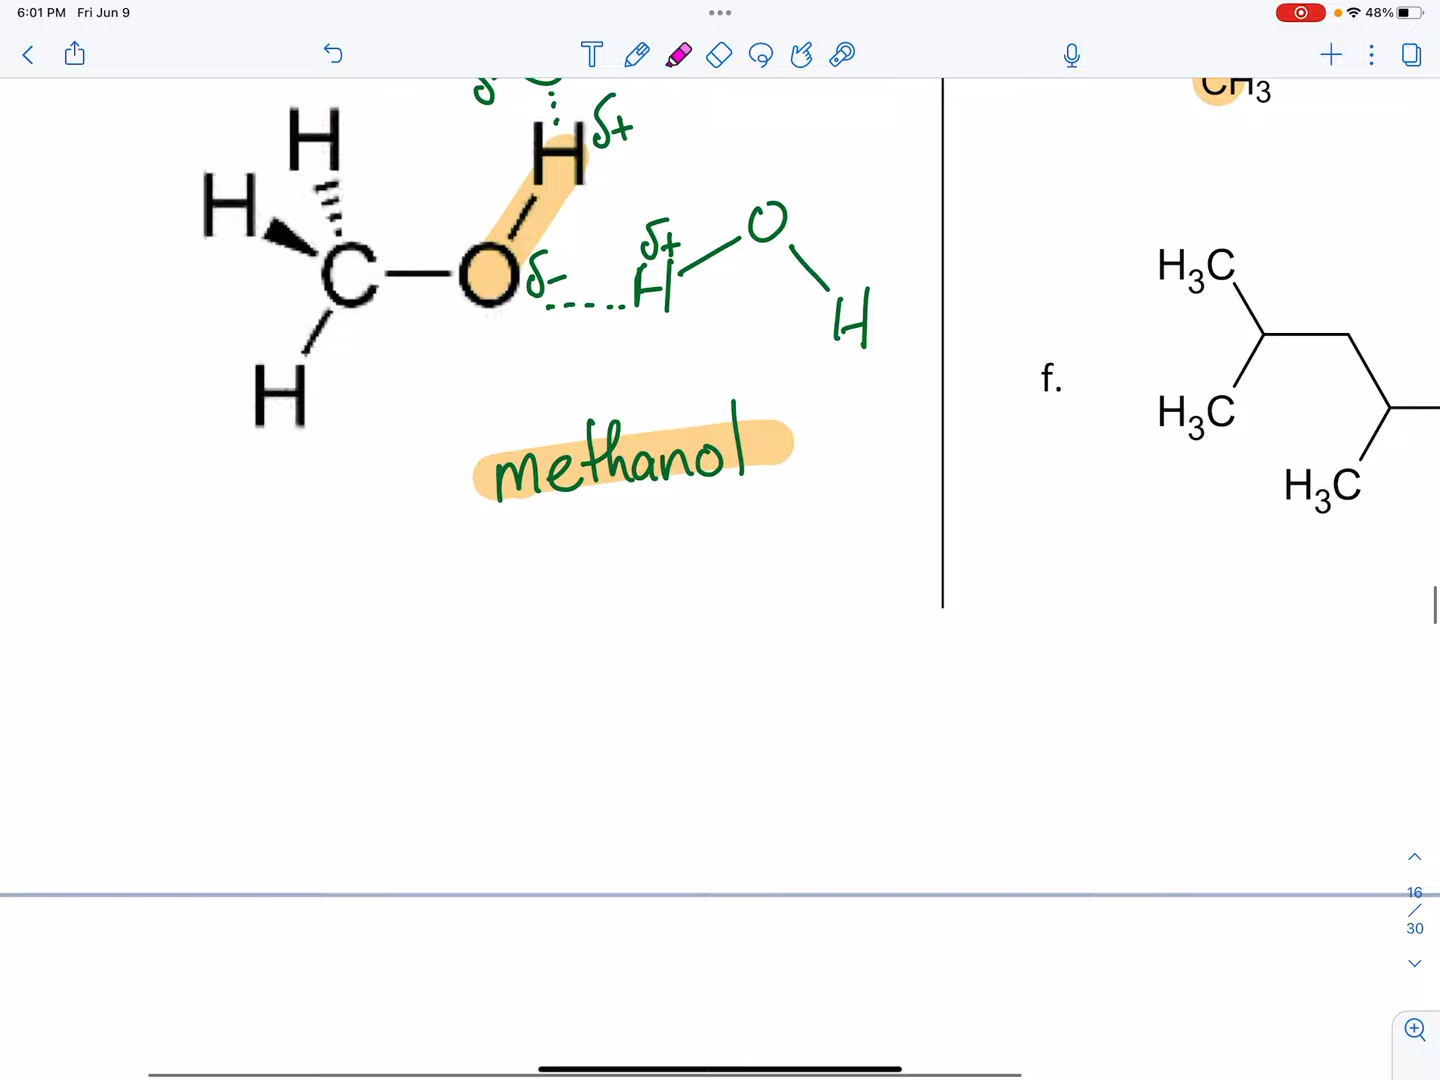 6:01 PM Fri Jun 9
48%
T
CH3
δ-
H δ+
H
H
C O δ- H δ+ O
H
H
methanol
f.
H3C
H3C
H3C
16
/
30